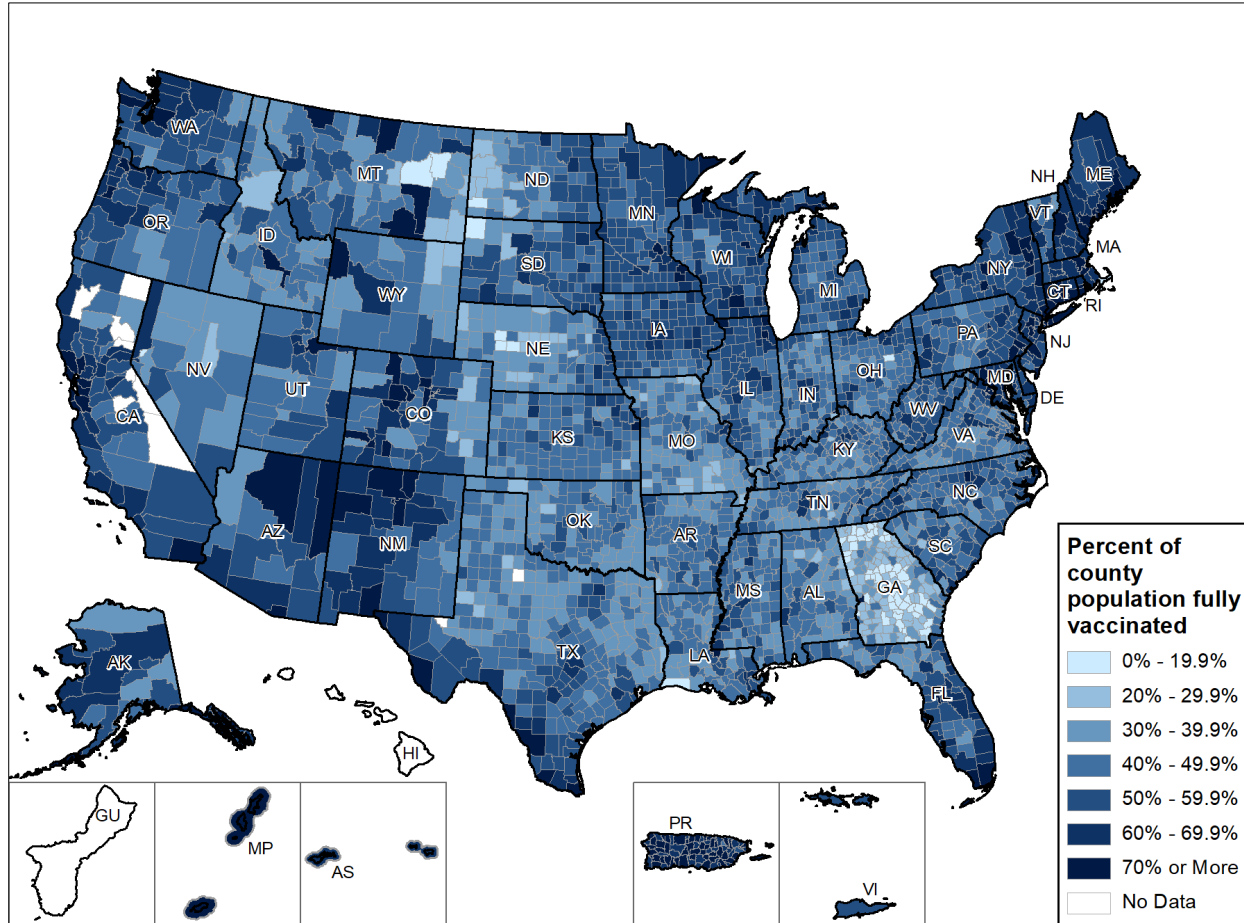 WA
MT
ND
MN
OR
ID
SD
WI
WY
MI
NH
VT
ME
NY
MA
CT
RI
IA
NE
PA
NJ
NV
UT
CO
IL
IN
OH
MD
DE
WV
CA
KS
MO
KY
VA
AZ
NM
OK
AR
TN
NC
SC
MS
AL
GA
TX
LA
FL
AK
HI
GU
MP
AS
PR
VI
Percent of
county
population fully
vaccinated
0% - 19.9%
20% - 29.9%
30% - 39.9%
40% - 49.9%
50% - 59.9%
60% - 69.9%
70% or More
No Data